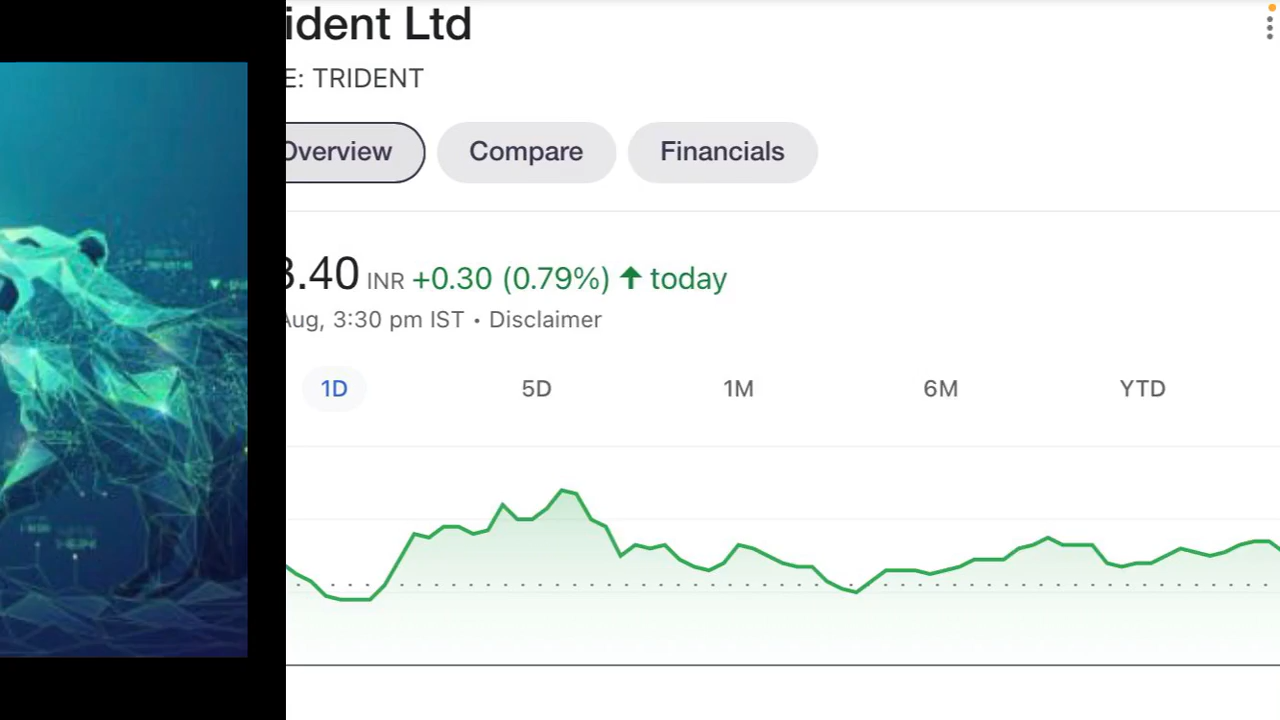 ident Ltd
E: TRIDENT
Overview Compare Financials
3.40 INR +0.30 (0.79%) ↑ today
Aug, 3:30 pm IST • Disclaimer
1D 5D 1M 6M YTD